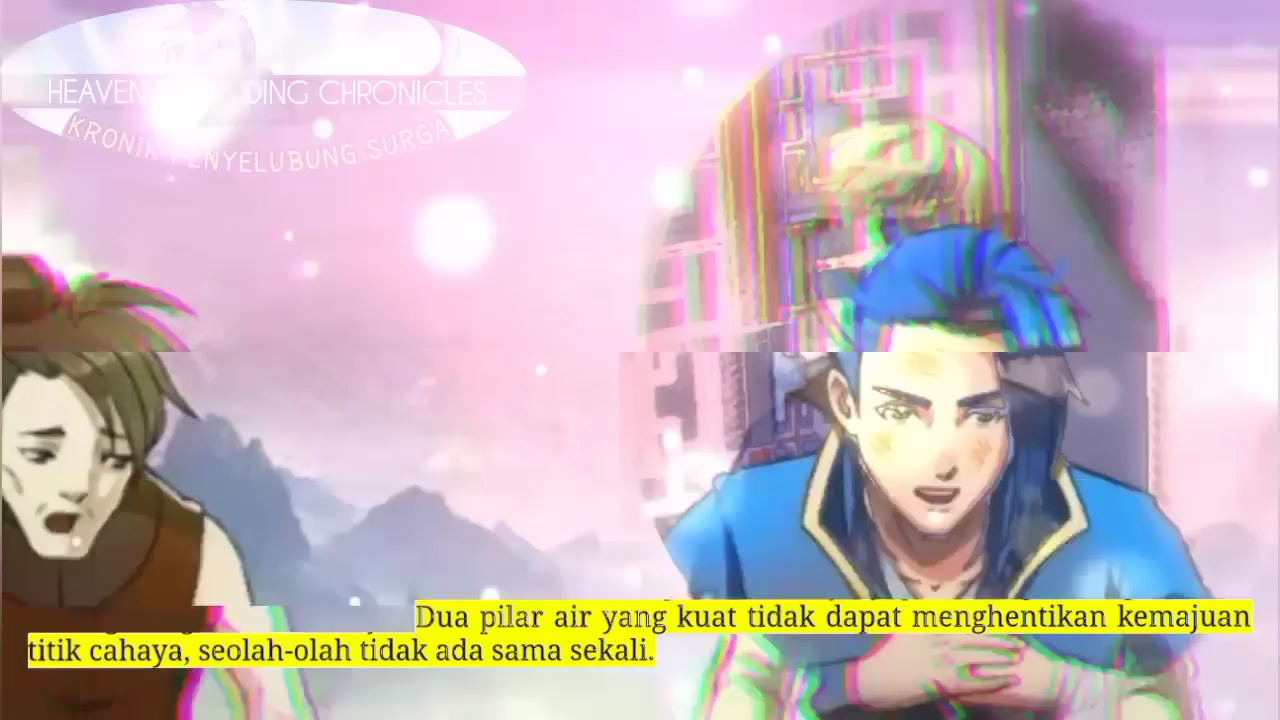 HEAVEN DING CHRONICLES
KRONIK PENYELUBUNG SURGA
Dua pilar air yang kuat tidak dapat menghentikan kemajuan
titik cahaya, seolah-olah tidak ada sama sekali.